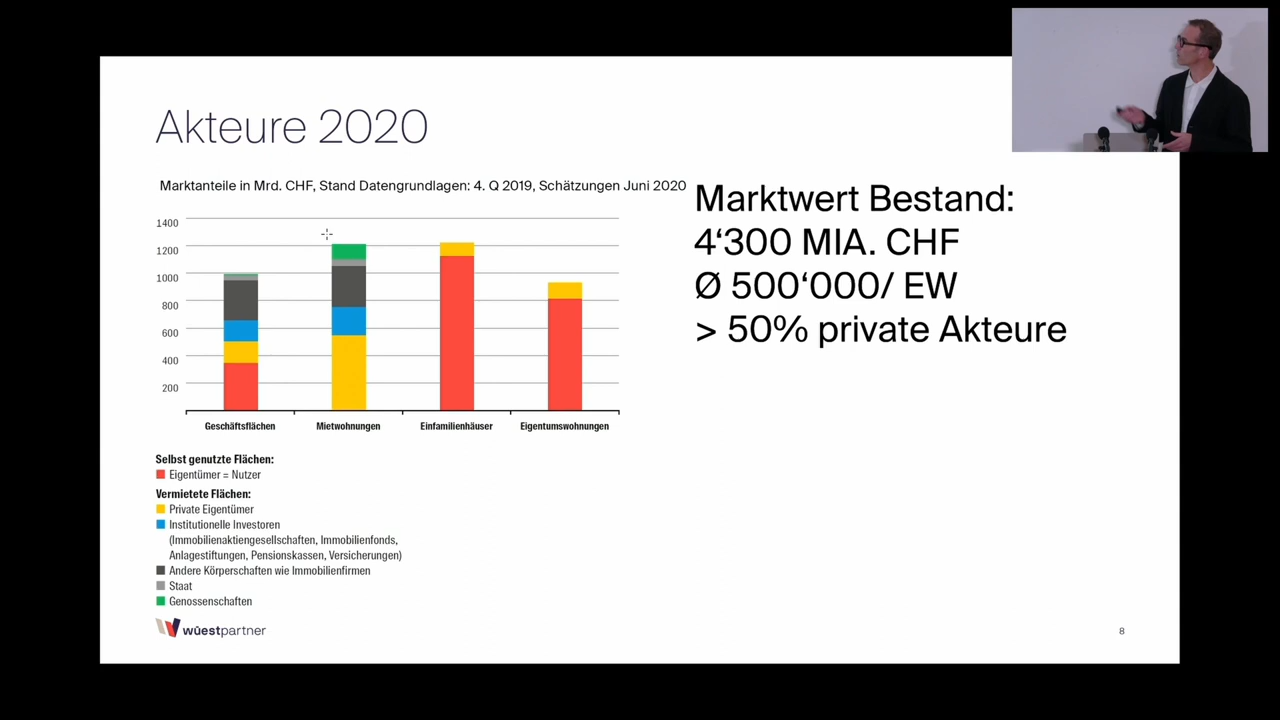 Akteure 2020
Marktanteile in Mrd. CHF, Stand Datengrundlagen: 4. Q 2019, Schätzungen Juni 2020
1400
1200
1000
800
600
400
200
Geschäftsflächen Mietwohnungen Einfamilienhäuser Eigentumswohnungen
Selbst genutzte Flächen:
Eigentümer = Nutzer
Vermietete Flächen:
Private Eigentümer
Institutionelle Investoren
(Immobilienaktiengesellschaften, Immobilienfonds,
Anlagestiftungen, Pensionskassen, Versicherungen)
Andere Körperschaften wie Immobilienfirmen
Staat
Genossenschaften
wüestpartner
Marktwert Bestand:
4‘300 MIA. CHF
Ø 500‘000/ EW
> 50% private Akteure
8